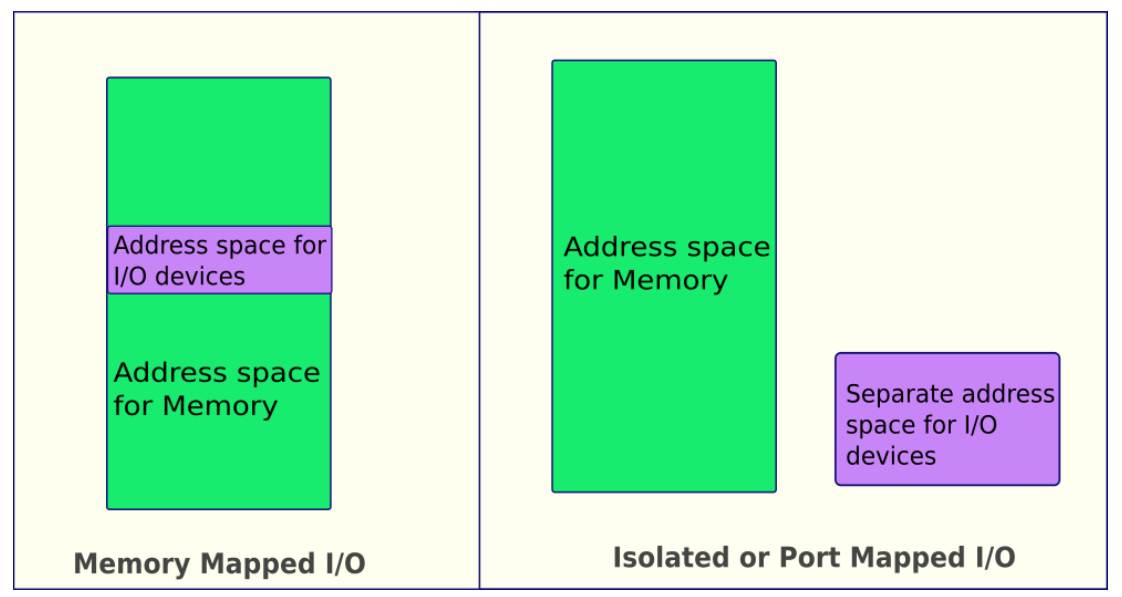 Address space for
I/O devices
Address space
for Memory
Memory Mapped I/O
Address space
for Memory
Separate address
space for I/O
devices
Isolated or Port Mapped I/O